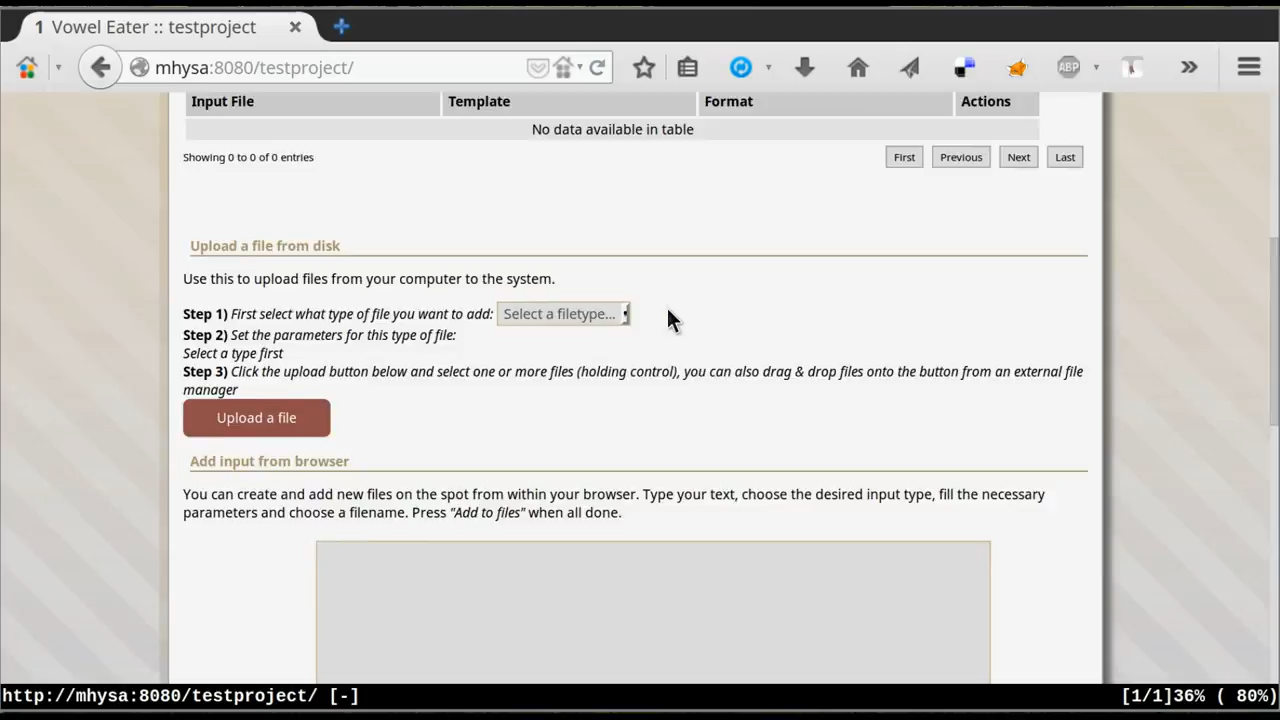 1 Vowel Eater :: testproject
mhysa:8080/testproject/
ABP
Input File Template Format Actions
No data available in table
Showing 0 to 0 of 0 entries
First Previous Next Last
Upload a file from disk
Use this to upload files from your computer to the system.
Step 1) First select what type of file you want to add: Select a filetype...
Step 2) Set the parameters for this type of file:
Select a type first
Step 3) Click the upload button below and select one or more files (holding control), you can also drag & drop files onto the button from an external file
manager
Upload a file
Add input from browser
You can create and add new files on the spot from within your browser. Type your text, choose the desired input type, fill the necessary
parameters and choose a filename. Press "Add to files" when all done.
http://mhysa:8080/testproject/ [-] [1/1]36% ( 80%)